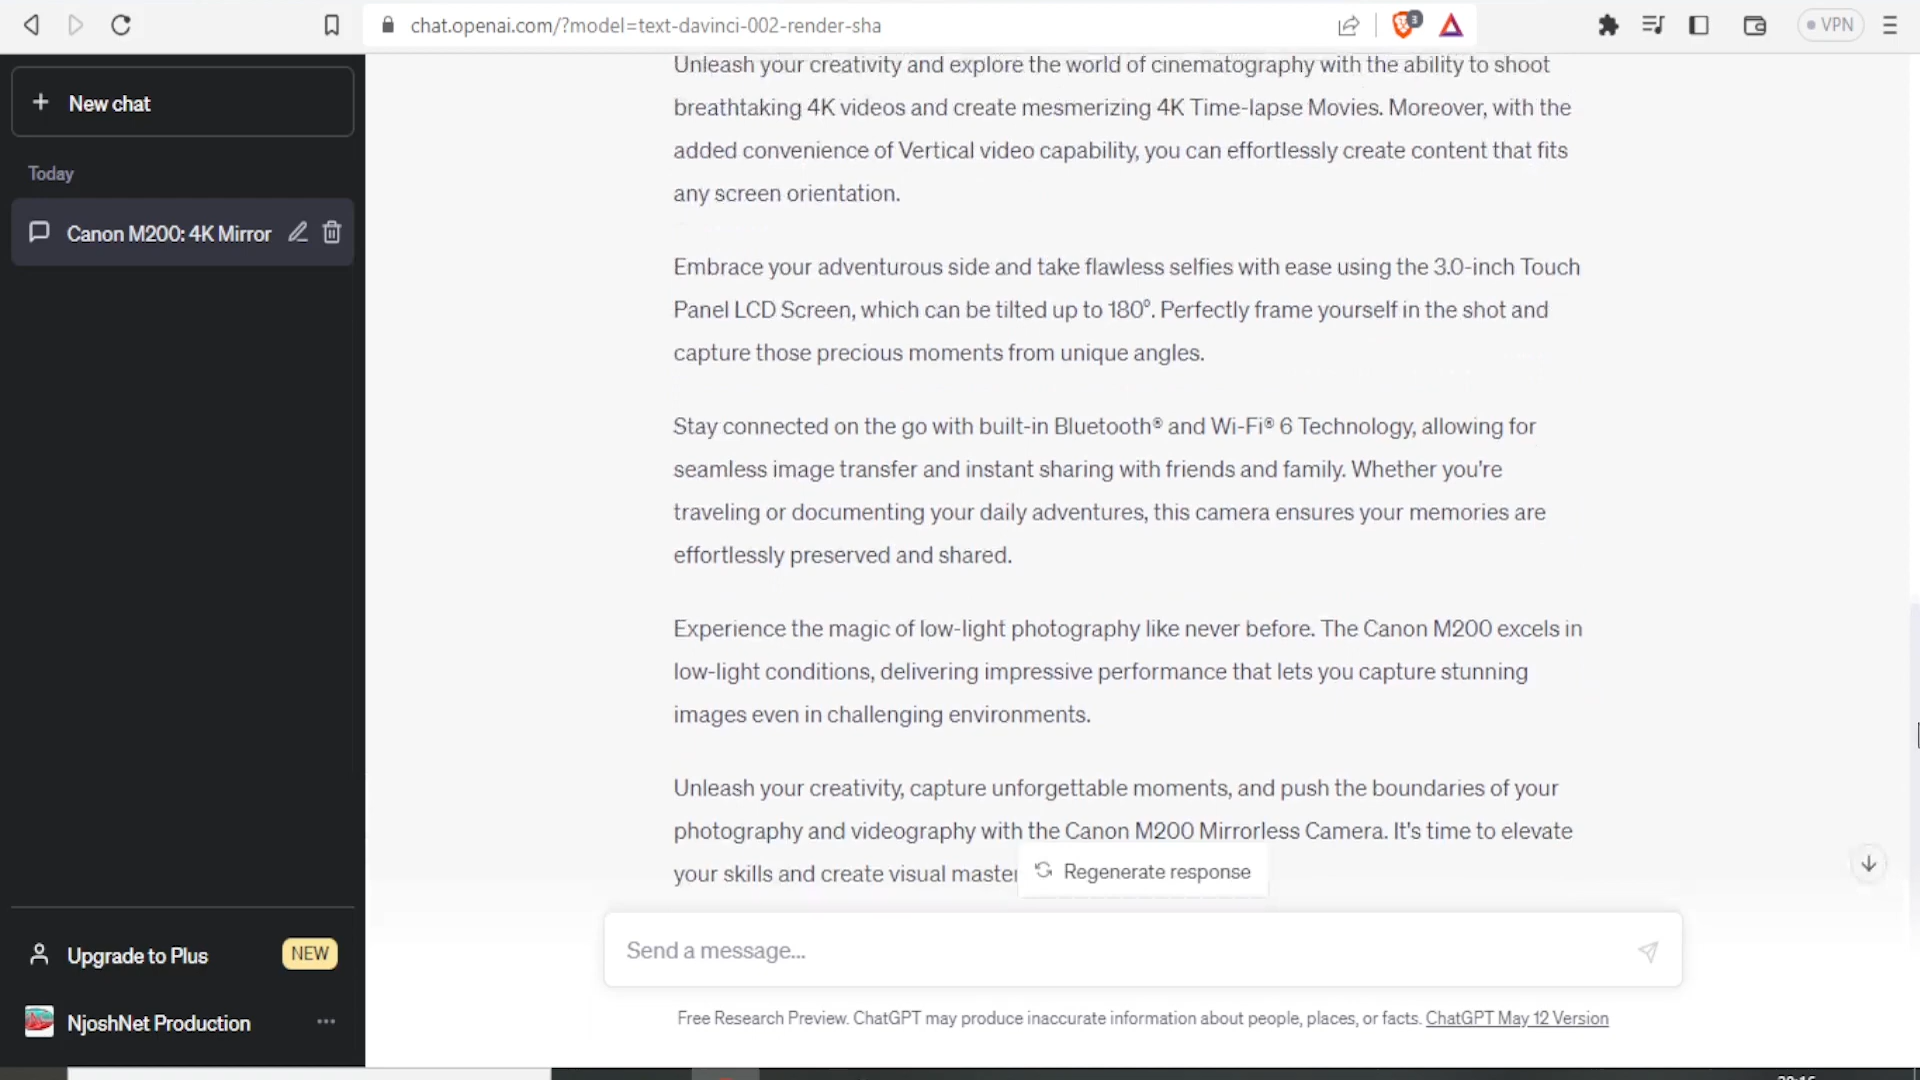 chat.openai.com/?model=text-davinci-002-render-sha
3
VPN
New chat
Today
Canon M200: 4K Mirror
Unleash your creativity and explore the world of cinematography with the ability to shoot
breathtaking 4K videos and create mesmerizing 4K Time-lapse Movies. Moreover, with the
added convenience of Vertical video capability, you can effortlessly create content that fits
any screen orientation.
Embrace your adventurous side and take flawless selfies with ease using the 3.0-inch Touch
Panel LCD Screen, which can be tilted up to 180°. Perfectly frame yourself in the shot and
capture those precious moments from unique angles.
Stay connected on the go with built-in Bluetooth® and Wi-Fi® 6 Technology, allowing for
seamless image transfer and instant sharing with friends and family. Whether you're
traveling or documenting your daily adventures, this camera ensures your memories are
effortlessly preserved and shared.
Experience the magic of low-light photography like never before. The Canon M200 excels in
low-light conditions, delivering impressive performance that lets you capture stunning
images even in challenging environments.
Unleash your creativity, capture unforgettable moments, and push the boundaries of your
photography and videography with the Canon M200 Mirrorless Camera. It's time to elevate
your skills and create visual master
Regenerate response
Send a message...
Free Research Preview. ChatGPT may produce inaccurate information about people, places, or facts. ChatGPT May 12 Version
Upgrade to Plus
NEW
NjoshNet Production